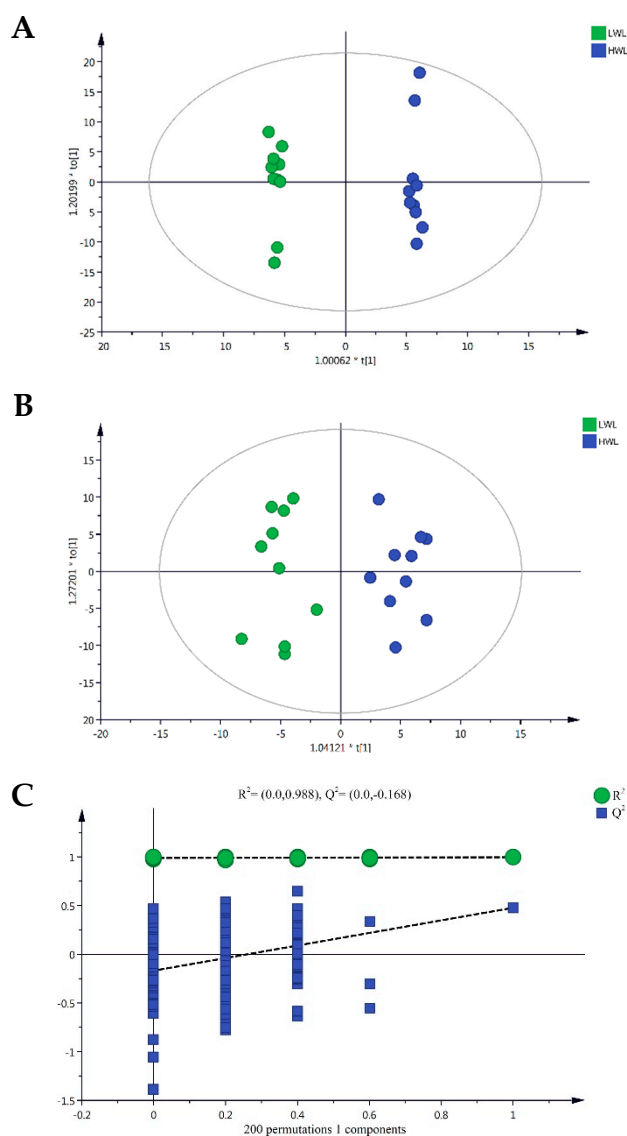 A
LWL
HWL
20
15
10
5
0
-5
-10
-15
20
-25
1.20199 * to[1]
20 15 10 5 0 5 10 15
1.00062 * t[1]
B
LWL
HWL
15
10
5
0
-5
-10
-15
20
1.27201 * to[1]
-20 -15 -10 -5 0 5 10 15
1.04121 * t[1]
C
R²= (0.0,0.988), Q²= (0.0,-0.168)
R²
Q²
1
0.5
0
-0.5
-1
-1.5
-0.2 0 0.2 0.4 0.6 0.8 1
200 permutations 1 components